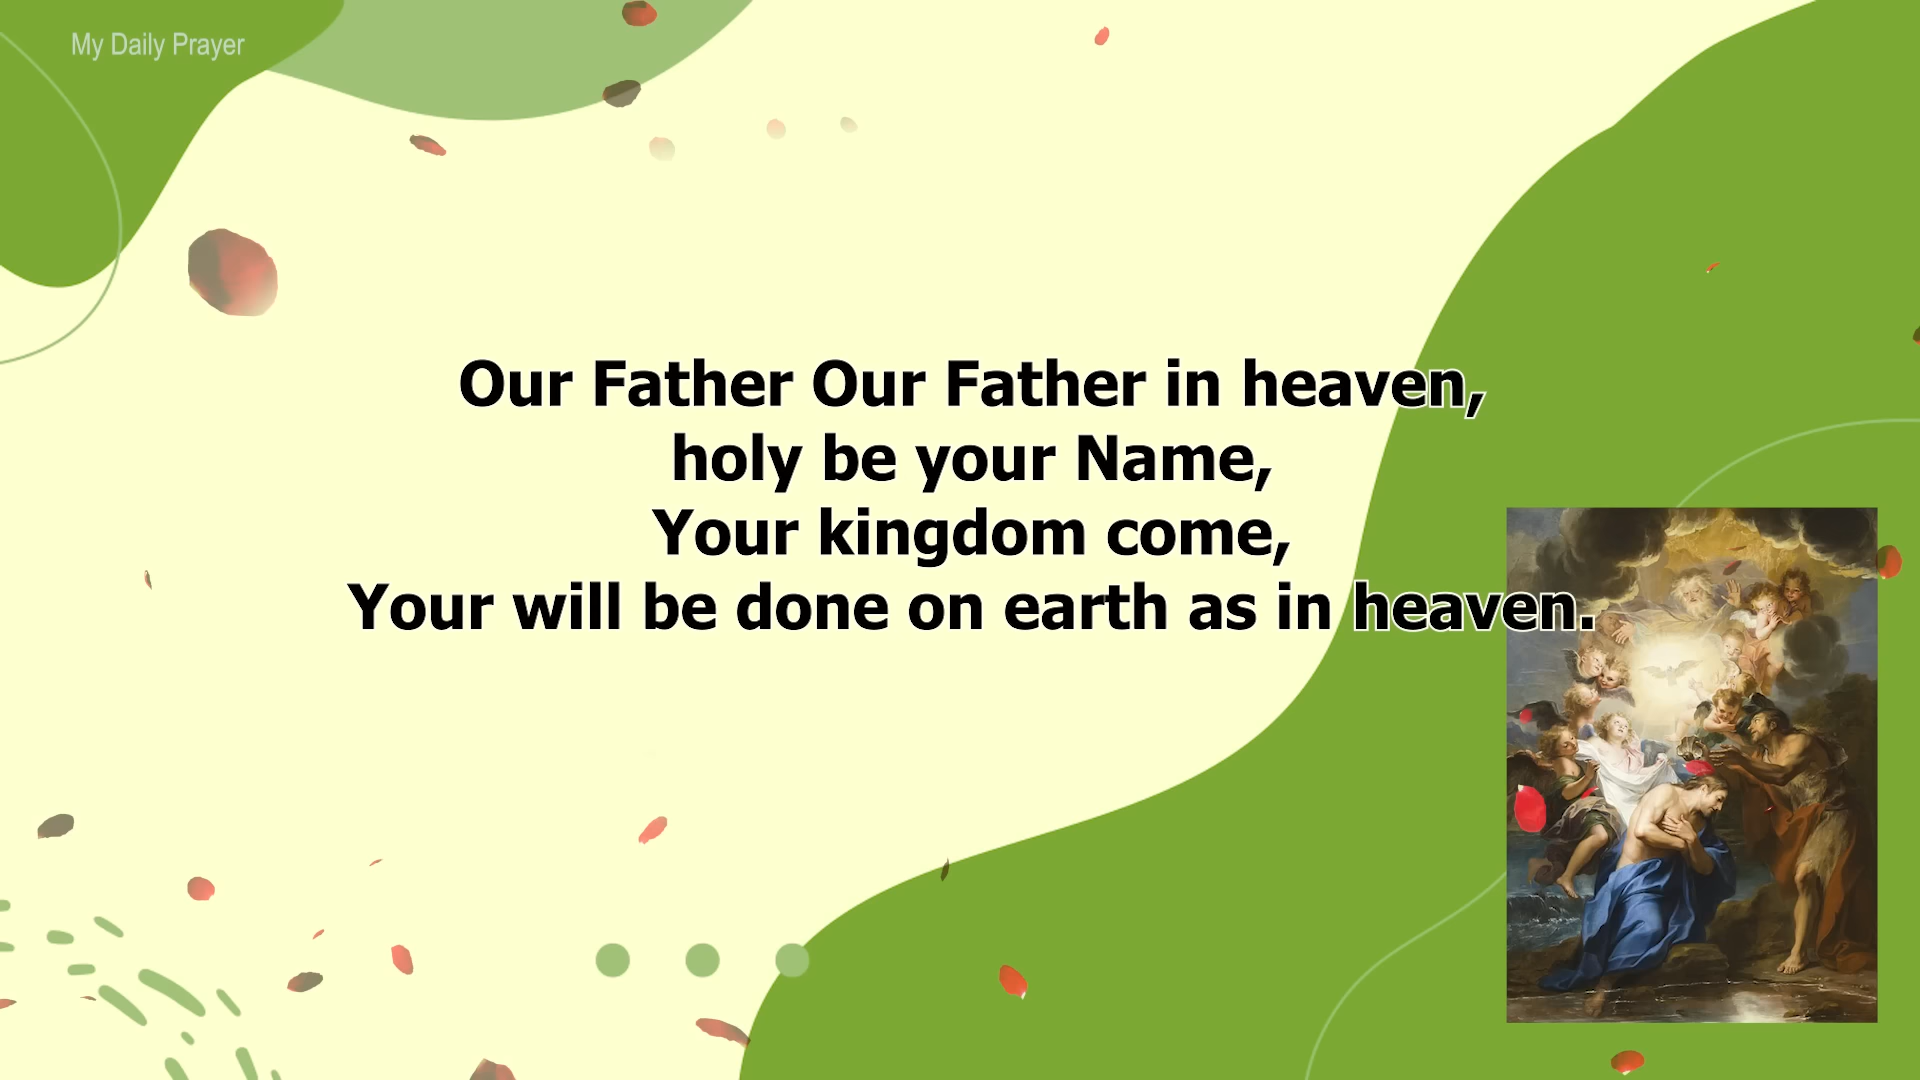 My Daily Prayer
Our Father Our Father in heaven,
holy be your Name,
Your kingdom come,
Your will be done on earth as in heaven.